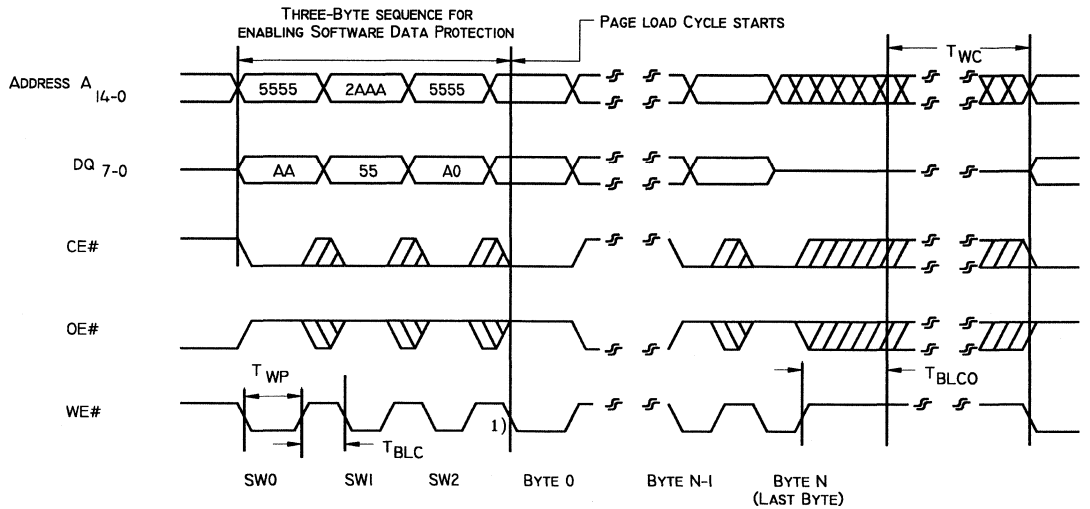 THREE-BYTE SEQUENCE FOR
ENABLING SOFTWARE DATA PROTECTION
PAGE LOAD CYCLE STARTS
TWC
ADDRESS A 14-0
5555 2AAA 5555
DQ 7-0
AA 55 A0
CE#
OE#
TWP
TBLCO
WE#
1)
TBLC
SW0 SW1 SW2 BYTE 0 BYTE N-1 BYTE N
(LAST BYTE)